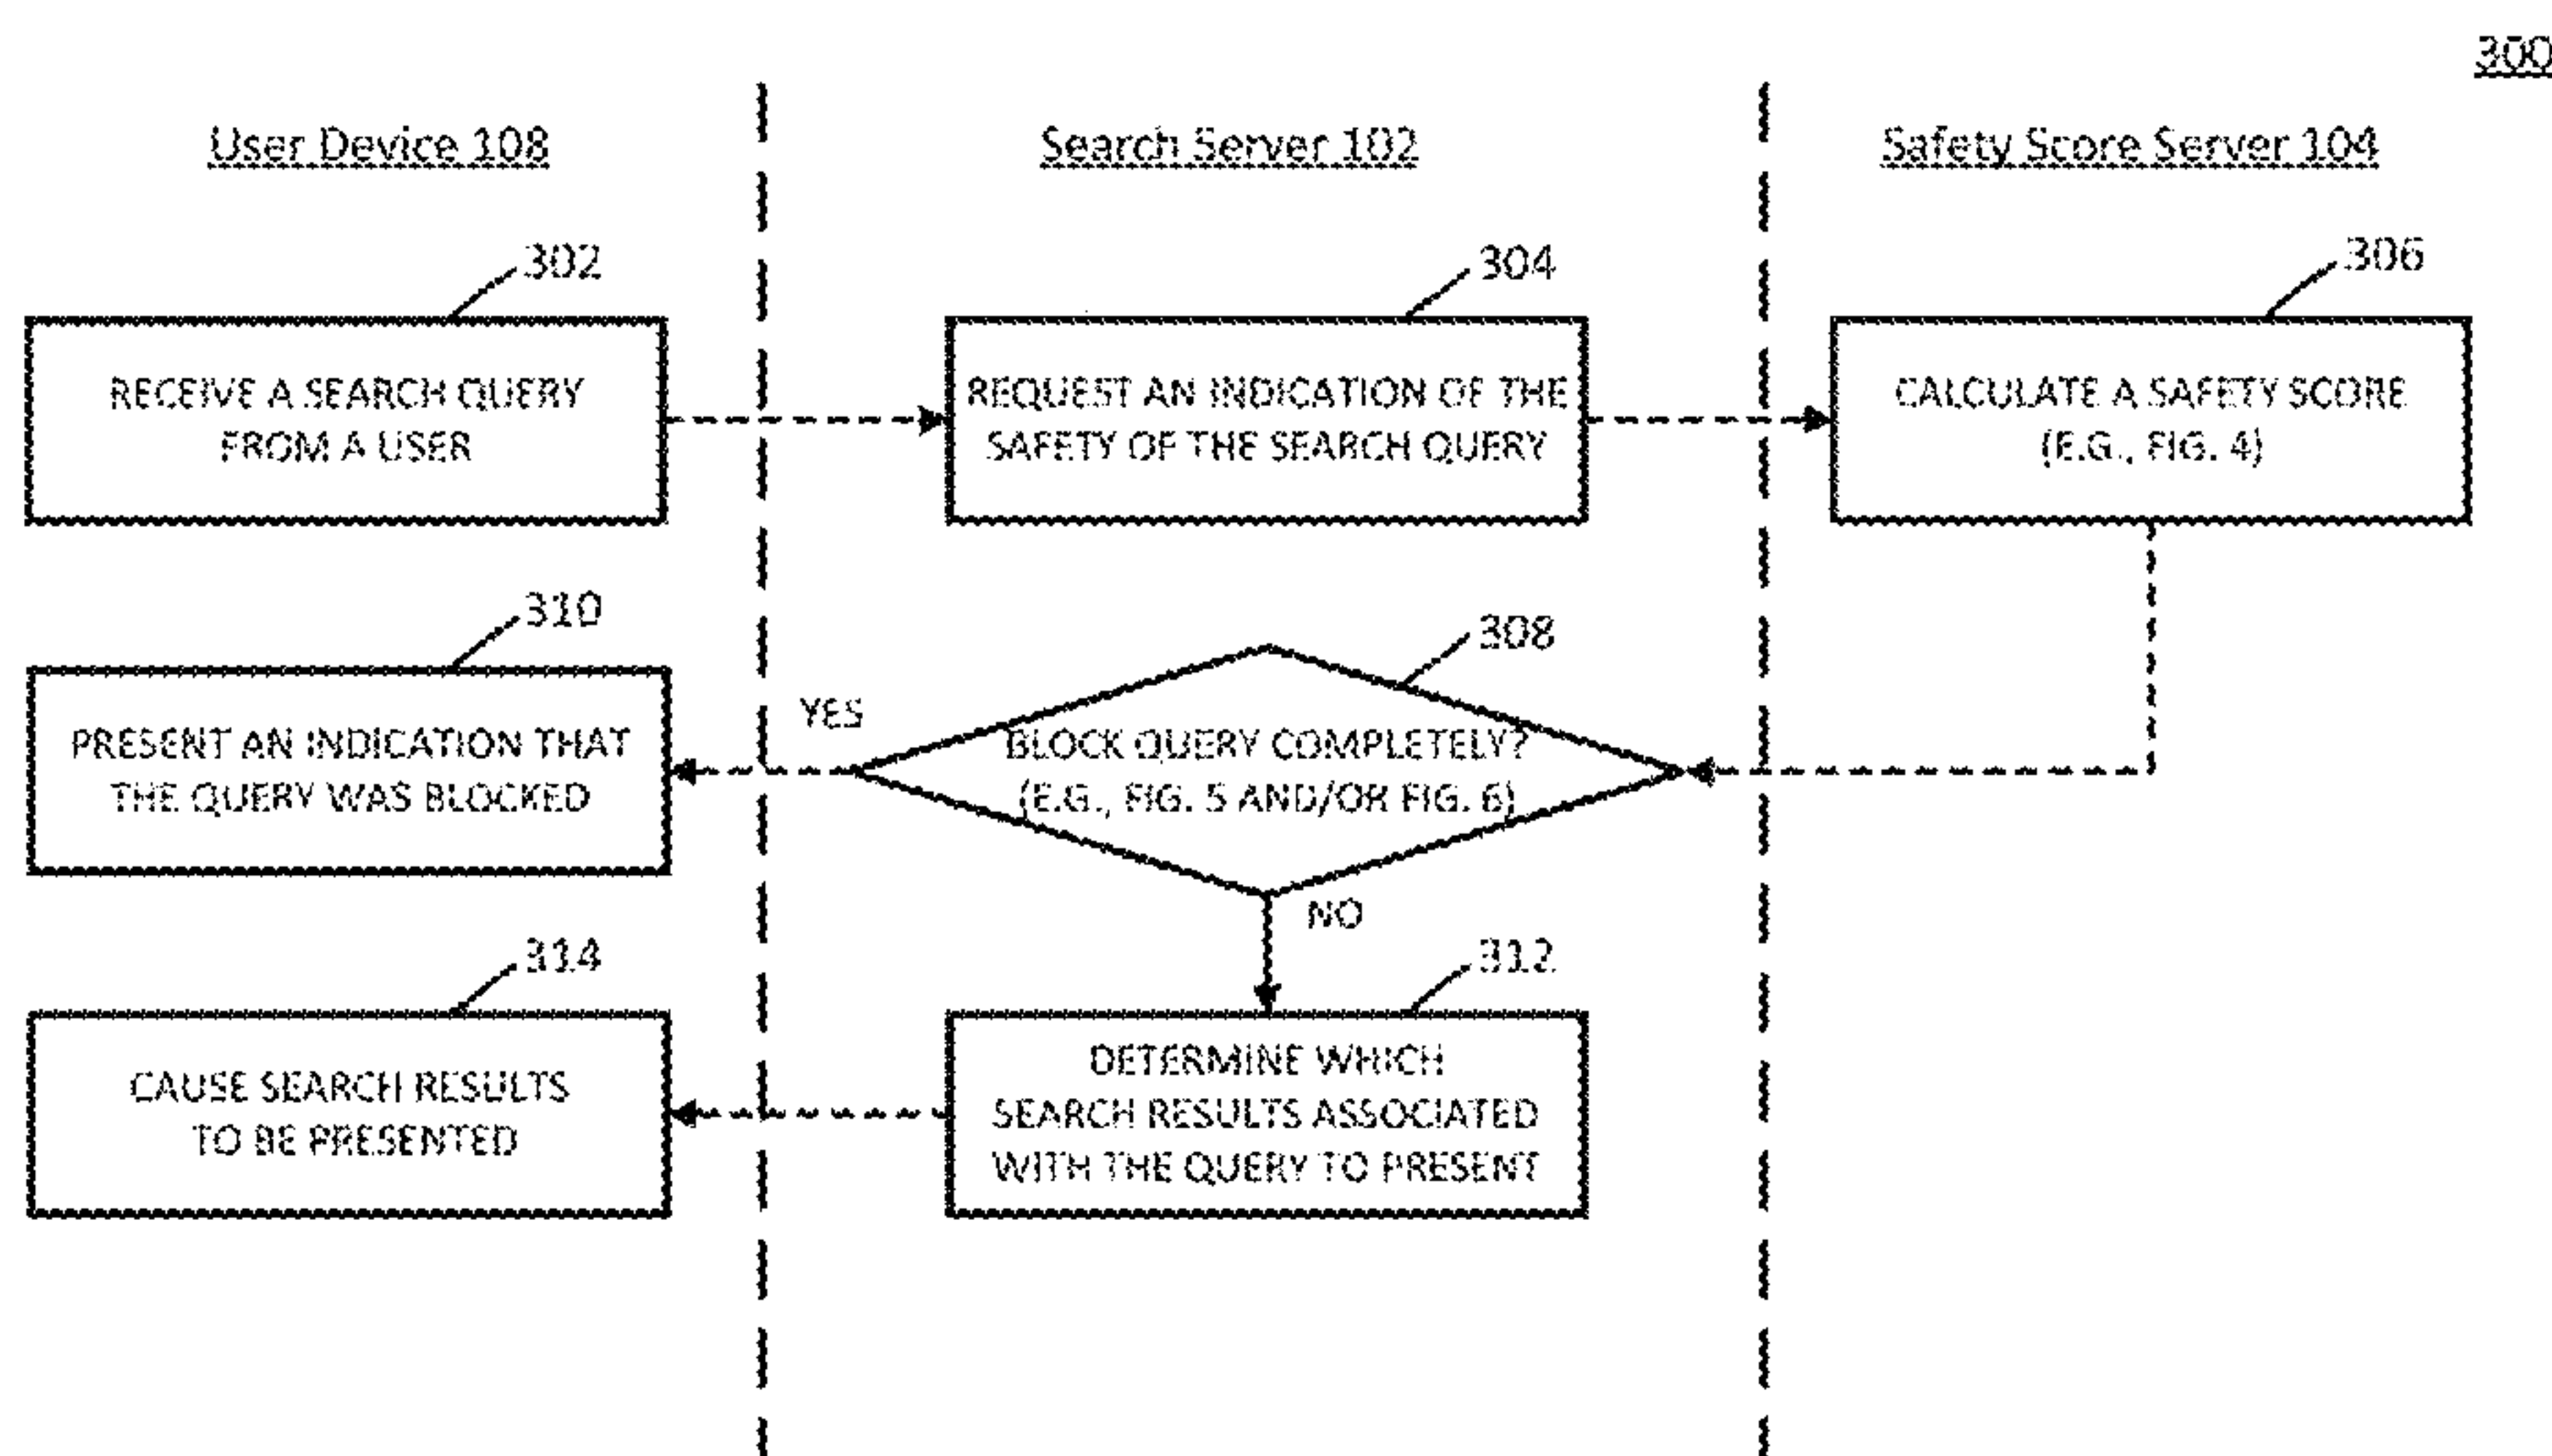 300
User Device 108
Search Server 102
Safety Score Server 104
302
304
306
RECEIVE A SEARCH QUERY
FROM A USER
REQUEST AN INDICATION OF THE
SAFETY OF THE SEARCH QUERY
CALCULATE A SAFETY SCORE
(E.G., FIG. 4)
310
308
YES
PRESENT AN INDICATION THAT
THE QUERY WAS BLOCKED
BLOCK QUERY COMPLETELY?
(E.G., FIG. 5 AND/OR FIG. 6)
NO
314
312
CAUSE SEARCH RESULTS
TO BE PRESENTED
DETERMINE WHICH
SEARCH RESULTS ASSOCIATED
WITH THE QUERY TO PRESENT